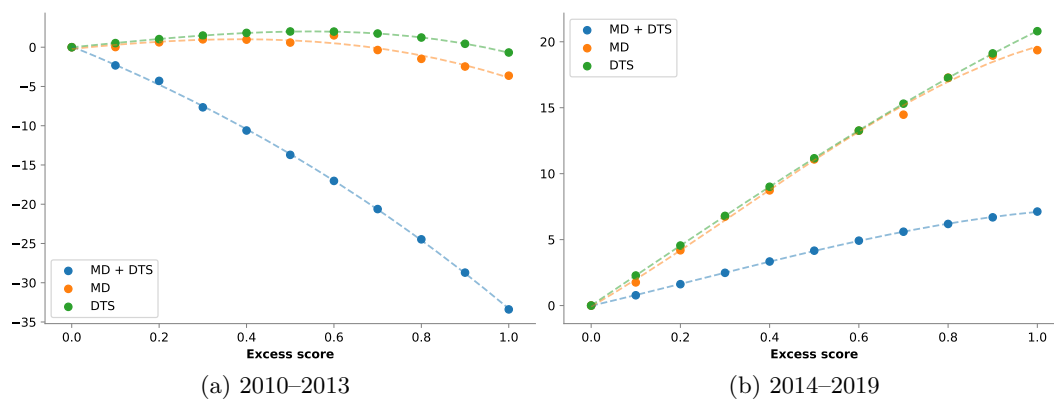 0
−5
−10
−15
−20
−25
−30
−35
MD + DTS
MD
DTS
0.0 0.2 0.4 0.6 0.8 1.0
Excess score
(a) 2010–2013
20
15
10
5
0
MD + DTS
MD
DTS
0.0 0.2 0.4 0.6 0.8 1.0
Excess score
(b) 2014–2019